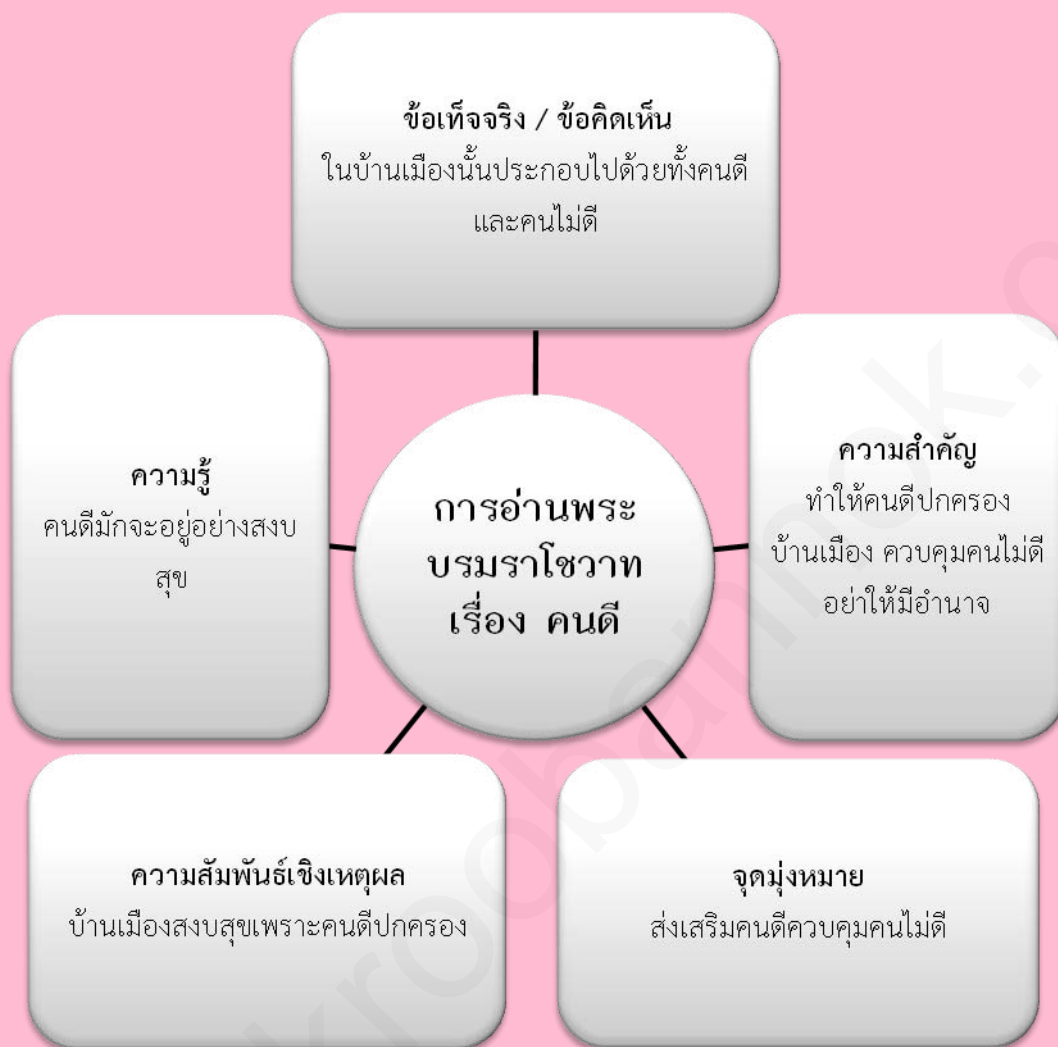 ข้อเท็จจริง / ข้อคิดเห็น
ในบ้านเมืองนั้นประกอบไปด้วยทั้งคนดี
และคนไม่ดี
ความรู้
คนดีมักจะอยู่อย่างสงบ
สุข
การอ่านพระ
บรมราโชวาท
เรื่อง คนดี
ความสำคัญ
ทำให้คนดีปกครอง
บ้านเมือง ควบคุมคนไม่ดี
อย่าให้มีอำนาจ
ความสัมพันธ์เชิงเหตุผล
บ้านเมืองสงบสุขเพราะคนดีปกครอง
จุดมุ่งหมาย
ส่งเสริมคนดีควบคุมคนไม่ดี